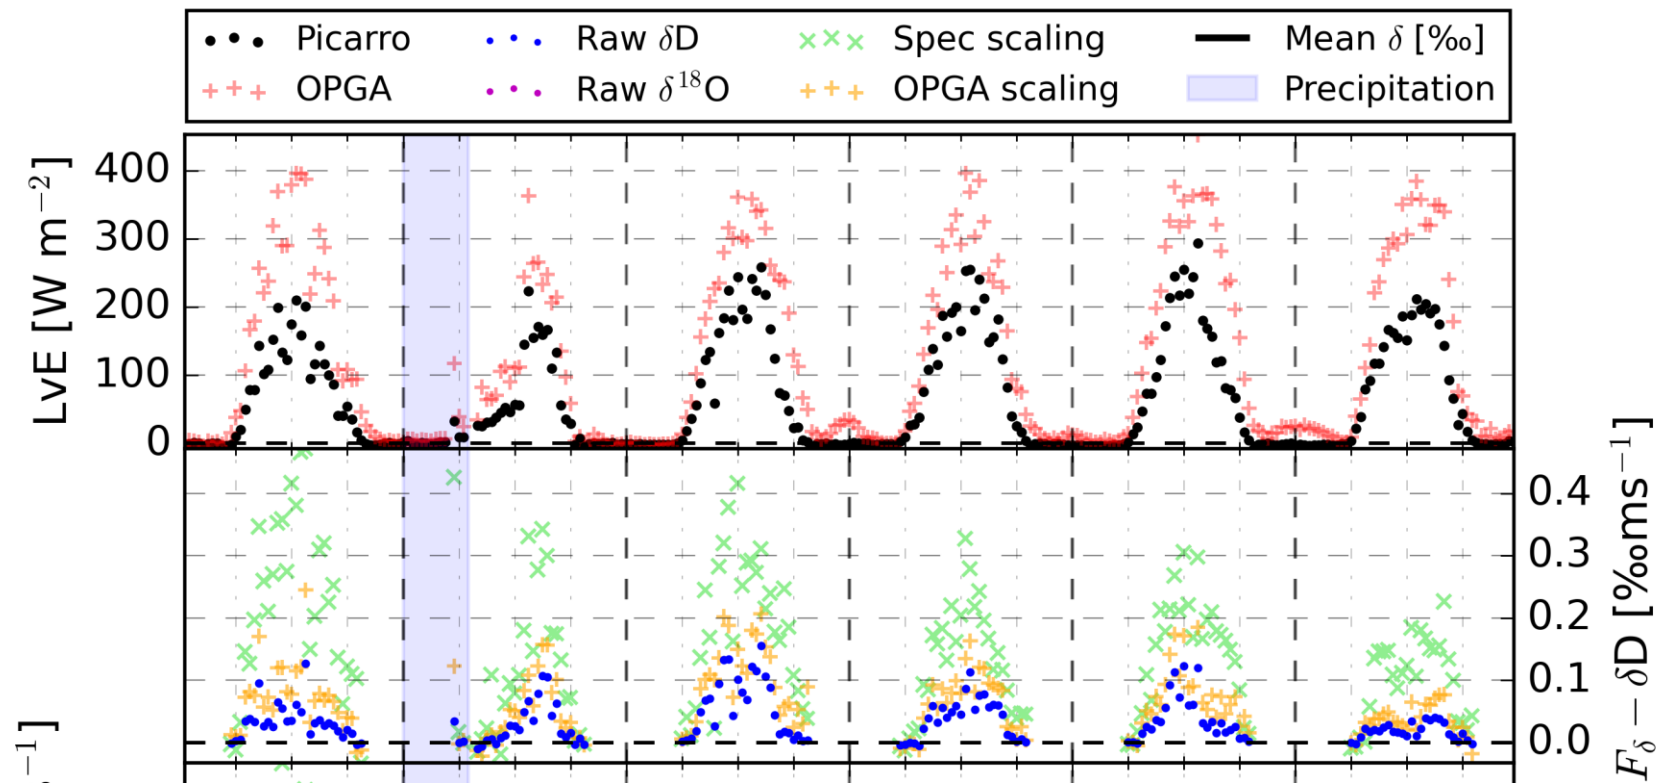 Picarro Raw δD Spec scaling Mean δ [‰]
OPGA Raw δ¹⁸O OPGA scaling Precipitation
LvE [W m⁻²]
400
300
200
100
0
0.4
0.3
0.2
0.1
0.0
F_δ − δD [‰ms⁻¹]
⁻¹]